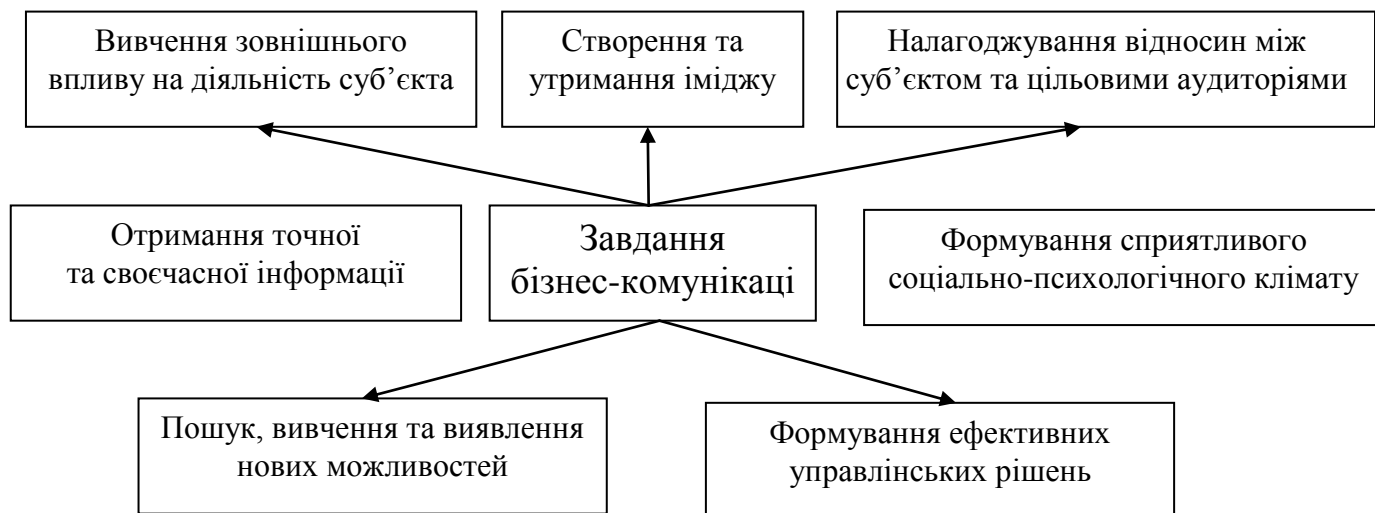 Вивчення зовнішнього
впливу на діяльність суб’єкта
Створення та
утримання іміджу
Налагоджування відносин між
суб’єктом та цільовими аудиторіями
Отримання точної
та своєчасної інформації
Завдання
бізнес-комунікаці
Формування сприятливого
соціально-психологічного клімату
Пошук, вивчення та виявлення
нових можливостей
Формування ефективних
управлінських рішень